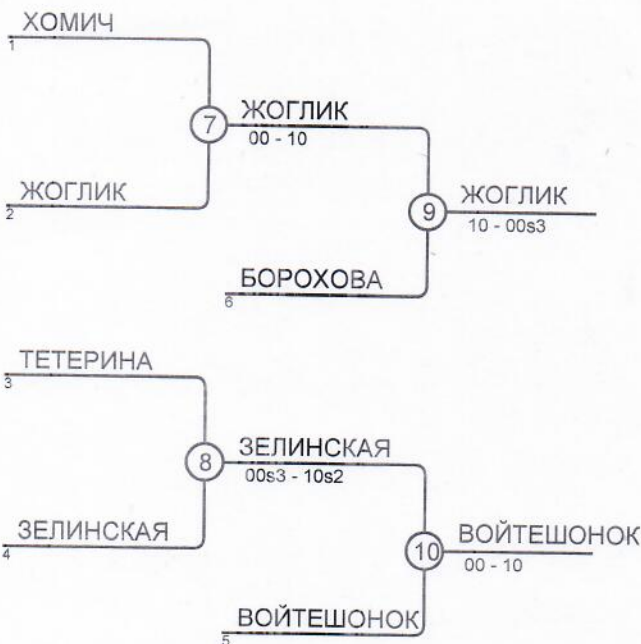 ХОМИЧ
1
7
ЖОГЛИК
00 - 10
ЖОГЛИК
2
9
ЖОГЛИК
10 - 00s3
БОРОХОВА
6
ТЕТЕРИНА
3
8
ЗЕЛИНСКАЯ
00s3 - 10s2
ЗЕЛИНСКАЯ
4
10
ВОЙТЕШОНОК
00 - 10
ВОЙТЕШОНОК
5